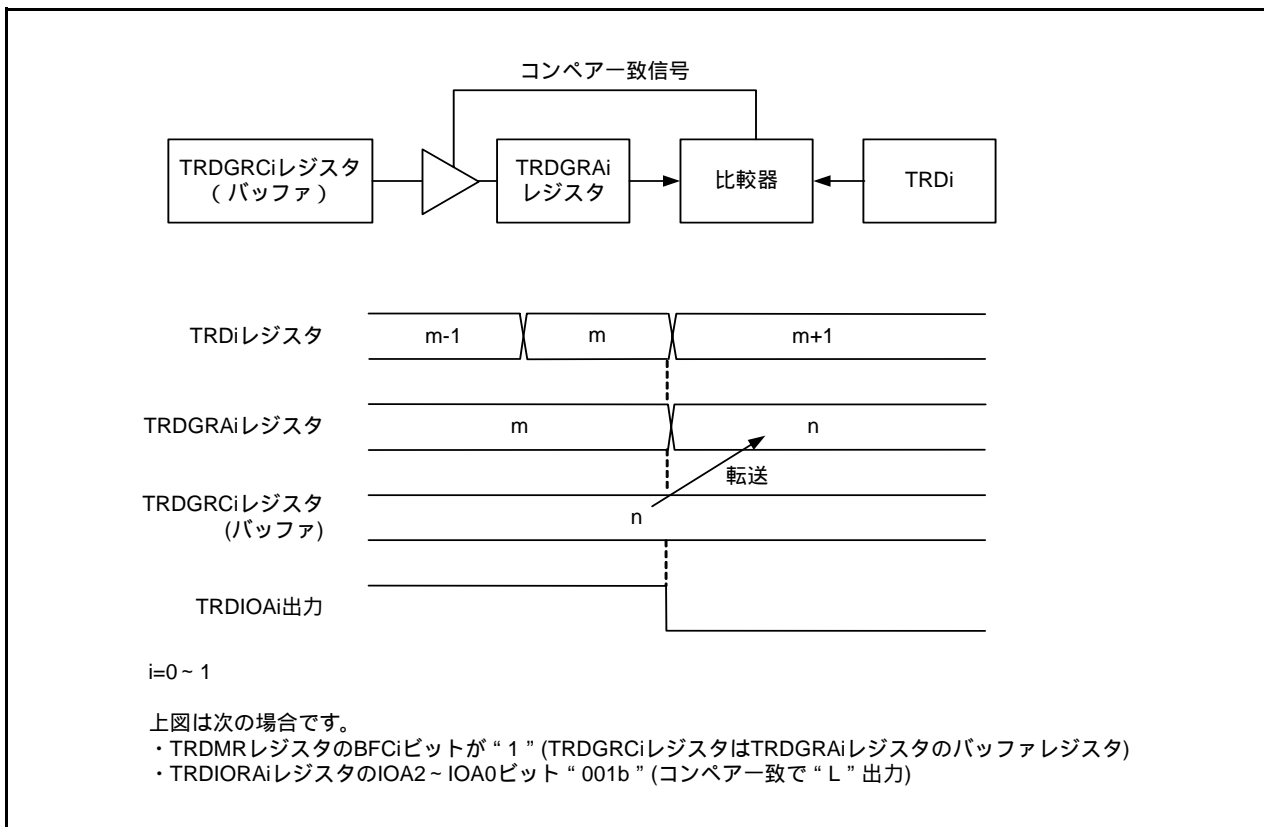 コンペア一致信号
TRDGRCiレジスタ
( バッファ )
TRDGRAi
レジスタ
比較器
TRDi
TRDiレジスタ
m-1
m
m+1
TRDGRAiレジスタ
m
n
転送
TRDGRCiレジスタ
(バッファ)
n
TRDIOAi出力
i=0 ~ 1
上図は次の場合です。
・TRDMRレジスタのBFCiビットが “ 1 ” (TRDGRCiレジスタはTRDGRAiレジスタのバッファレジスタ)
・TRDIORAiレジスタのIOA2 ~ IOA0ビット “ 001b ” (コンペア一致で “ L ” 出力)